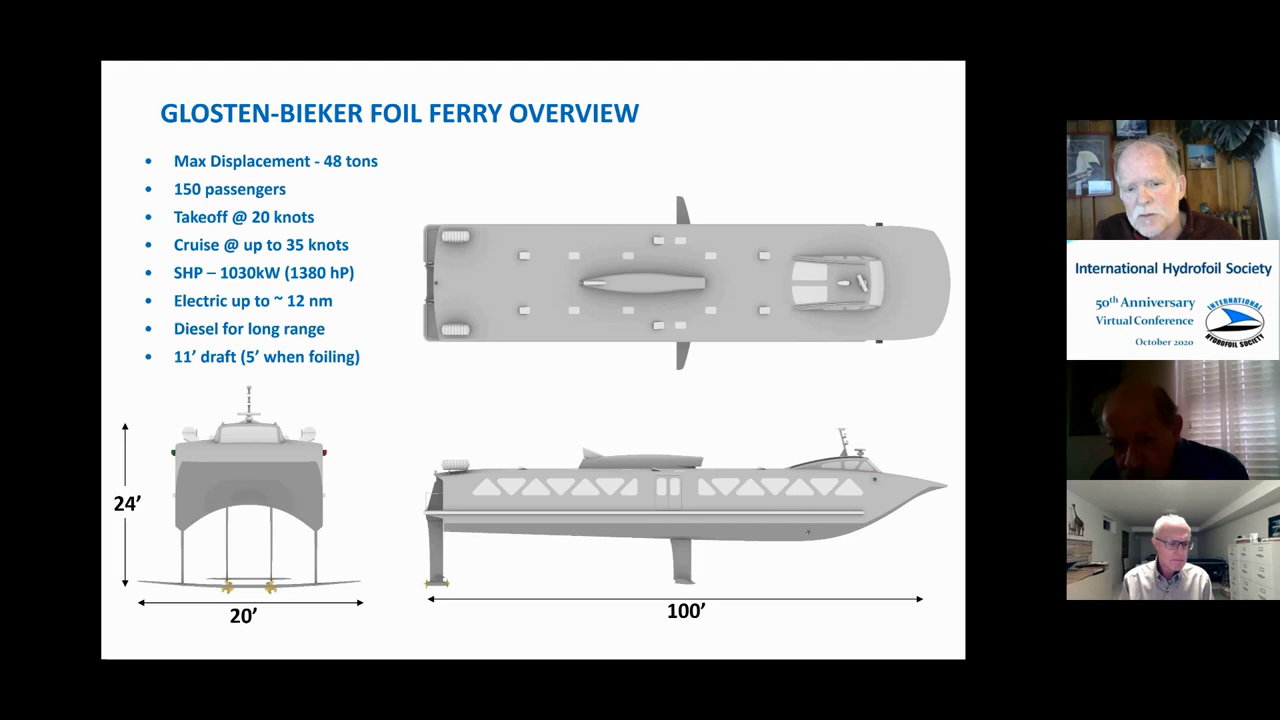 GLOSTEN-BIEKER FOIL FERRY OVERVIEW
• Max Displacement - 48 tons
• 150 passengers
• Takeoff @ 20 knots
• Cruise @ up to 35 knots
• SHP – 1030kW (1380 hP)
• Electric up to ~ 12 nm
• Diesel for long range
• 11’ draft (5’ when foiling)
24’
20’
100’
International Hydrofoil Society
50th Anniversary
Virtual Conference
October 2020
INTERNATIONAL
HYDROFOIL SOCIETY